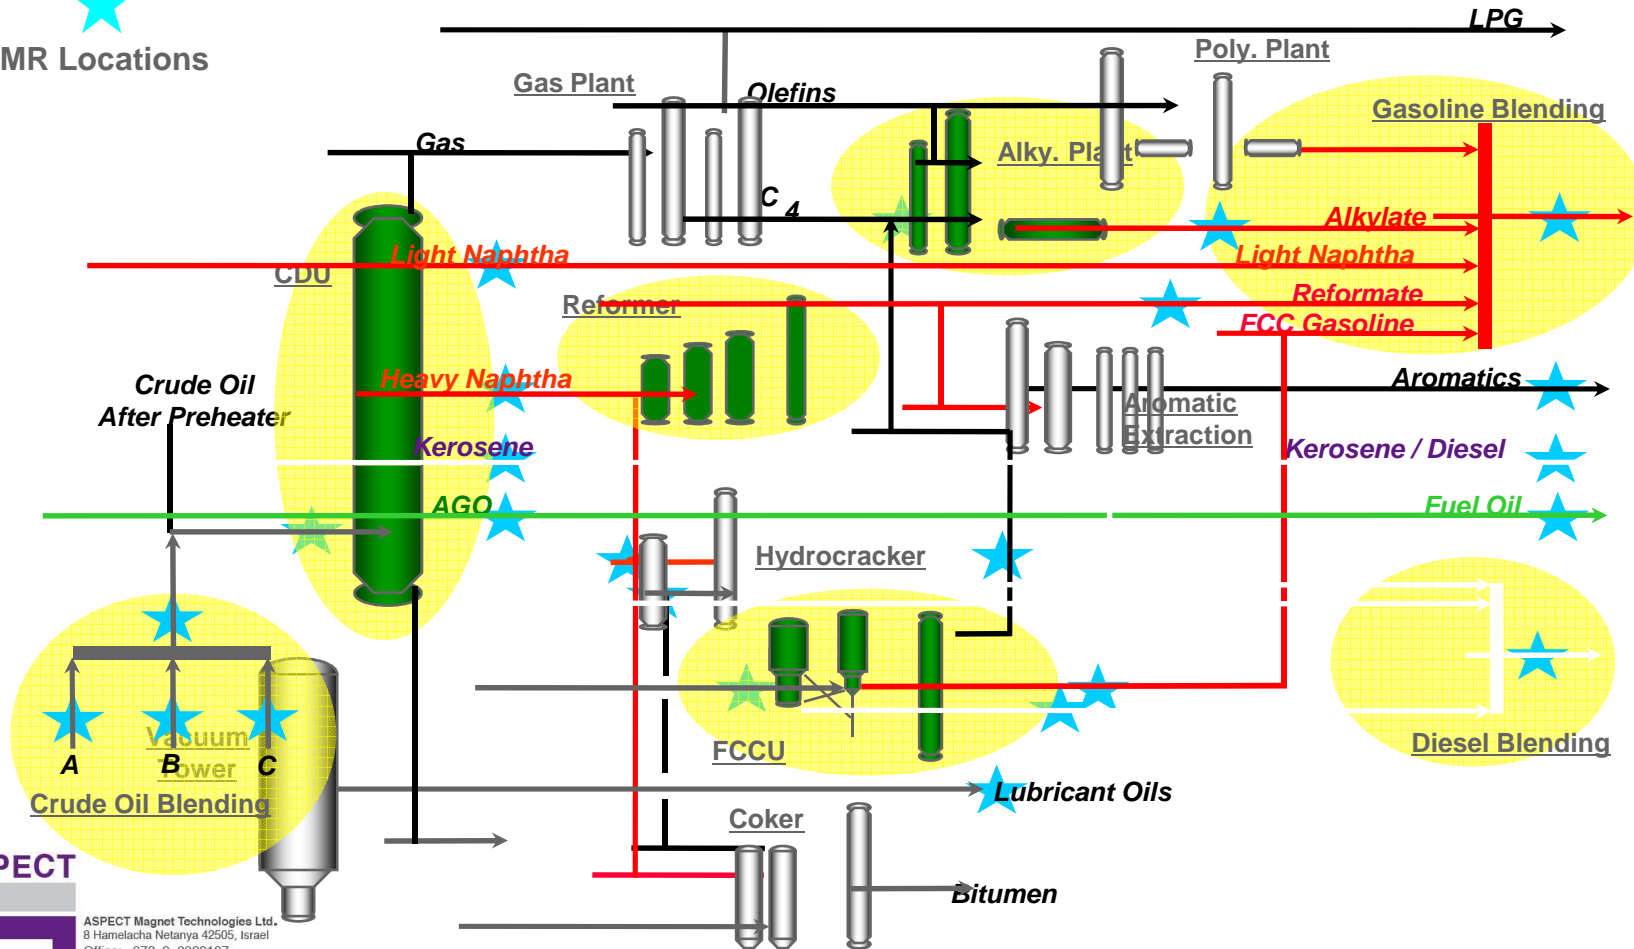 LPG
MR Locations
Poly. Plant
Gas Plant
Olefins
Gasoline Blending
Gas
Alky. Plant
C 4
Alkylate
Light Naphtha
Light Naphtha
CDU
Reformer
Reformate
FCC Gasoline
Heavy Naphtha
Aromatics
Crude Oil
After Preheater
Aromatic
Extraction
Kerosene
Kerosene / Diesel
AGO
Fuel Oil
Hydrocracker
Vacuum
Tower
A
B
C
FCCU
Diesel Blending
Crude Oil Blending
Lubricant Oils
Coker
Bitumen
PECT
ASPECT Magnet Technologies Ltd.
8 Hamelacha Netanya 42505, Israel